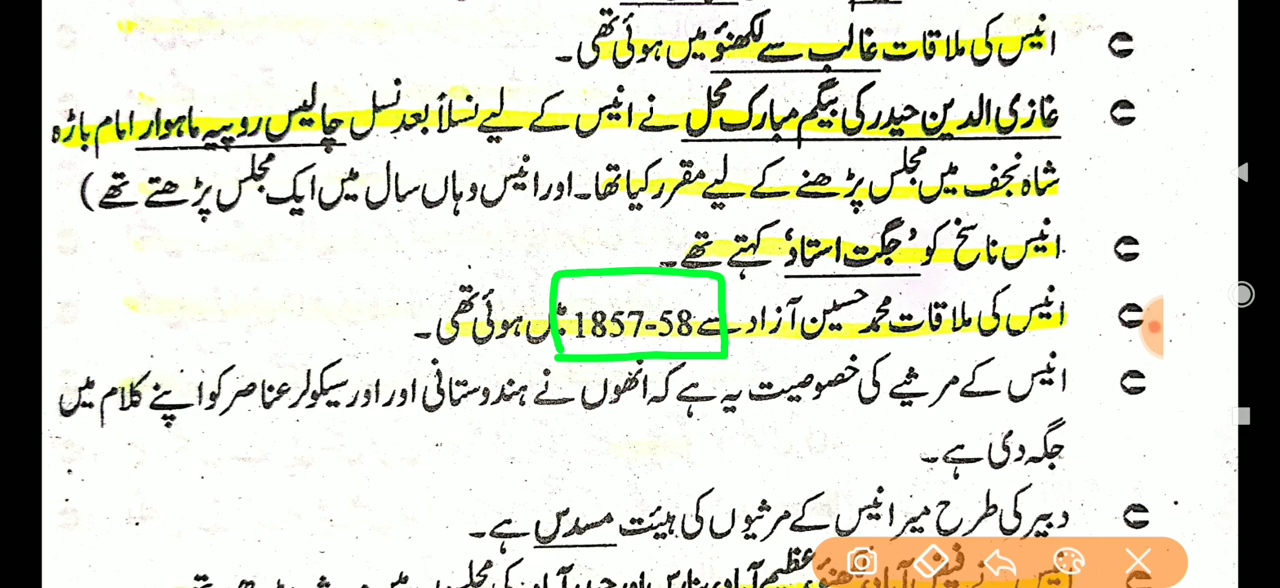 انیس کی ملاقات غالب سے لکھنؤ میں ہوئی تھی۔
غازی الدین حیدر کی بیگم مبارک محل نے انیس کے لیے نسلاً بعد نسل چالیس روپیہ ماہوار امام باڑہ
شاہ نجف میں مجلس پڑھنے کے لیے مقرر کیا تھا۔ اور انیس وہاں سال میں ایک مجلس پڑھتے تھے)
انیس ناسخ کو ’جگت استاد‘ کہتے تھے۔
انیس کی ملاقات محمد حسین آزاد سے 1857-58 میں ہوئی تھی۔
انیس کے مرثیے کی خصوصیت یہ ہے کہ انھوں نے ہندوستانی اور اور سیکولر عناصر کو اپنے کلام میں
جگہ دی ہے۔
دبیر کی طرح میر انیس کے مرثیوں کی ہیئت مسدس ہے۔